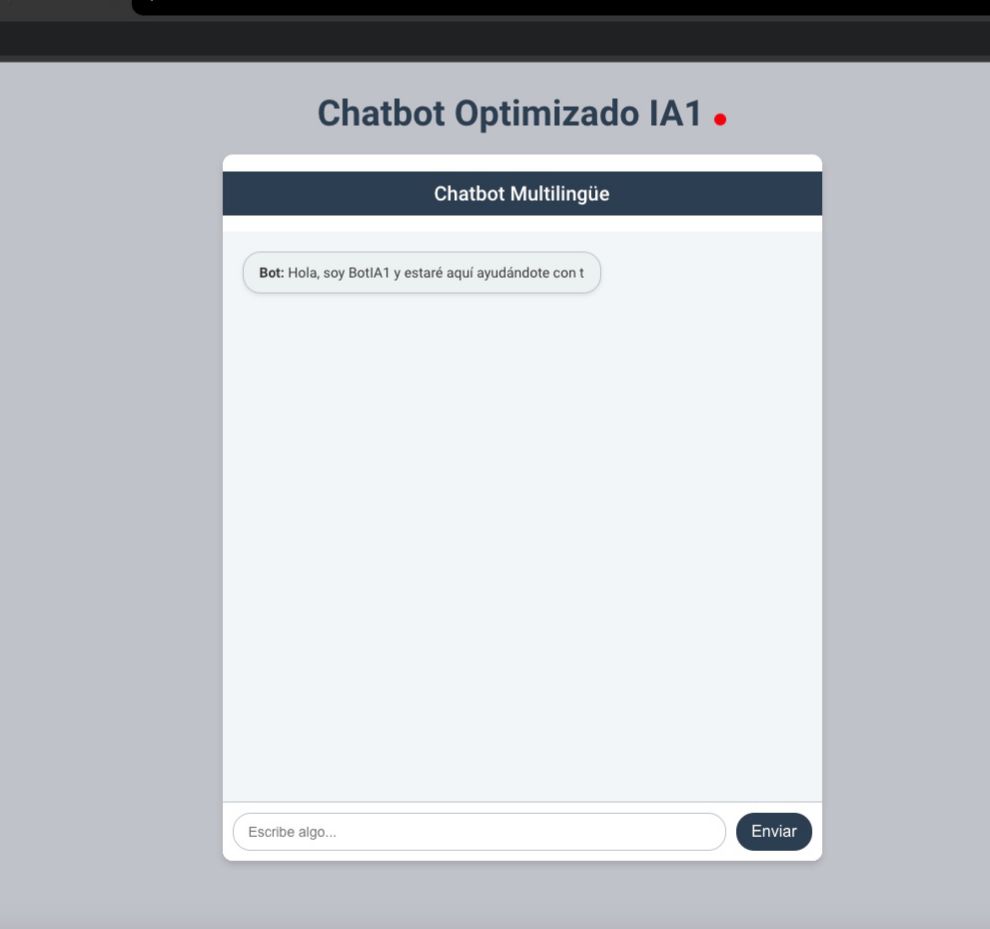 Chatbot Optimizado IA1
Chatbot Multilingüe
Bot: Hola, soy BotIA1 y estaré aquí ayudándote con t
Escribe algo...
Enviar